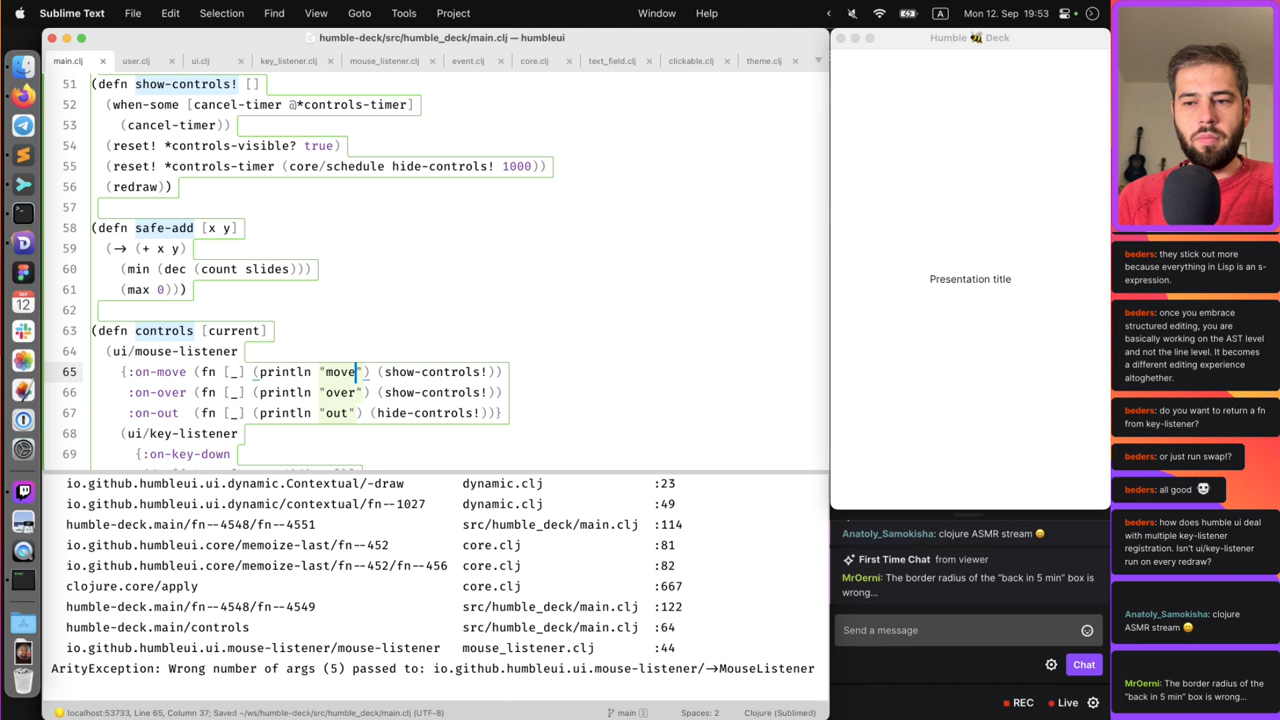 Sublime Text File Edit Selection Find View Goto Tools Project Window Help A Mon 12. Sep 19:53
humble-deck/src/humble_deck/main.clj — humbleui
main.clj user.clj ui.clj key_listener.clj mouse_listener.clj event.clj core.clj text_field.clj clickable.clj theme.clj
51 (defn show-controls! []
52 (when-some [cancel-timer @*controls-timer]
53 (cancel-timer))
54 (reset! *controls-visible? true)
55 (reset! *controls-timer (core/schedule hide-controls! 1000))
56 (redraw))
57
58 (defn safe-add [x y]
59 (-> (+ x y)
60 (min (dec (count slides)))
61 (max 0)))
62
63 (defn controls [current]
64 (ui/mouse-listener
65 {:on-move (fn [_] (println "move") (show-controls!))
66 :on-over (fn [_] (println "over") (show-controls!))
67 :on-out (fn [_] (println "out") (hide-controls!))}
68 (ui/key-listener
69 {:on-key-down
io.github.humbleui.ui.dynamic.Contextual/-draw dynamic.clj :23
io.github.humbleui.ui.dynamic/contextual/fn--1027 dynamic.clj :49
humble-deck.main/fn--4548/fn--4551 src/humble_deck/main.clj :114
io.github.humbleui.core/memoize-last/fn--452 core.clj :81
io.github.humbleui.core/memoize-last/fn--452/fn--456 core.clj :82
clojure.core/apply core.clj :667
humble-deck.main/fn--4548/fn--4549 src/humble_deck/main.clj :122
humble-deck.main/controls src/humble_deck/main.clj :64
io.github.humbleui.ui.mouse-listener/mouse-listener mouse_listener.clj :44
ArityException: Wrong number of args (5) passed to: io.github.humbleui.ui.mouse-listener/->MouseListener
localhost:53733, Line 65, Column 37; Saved ~/ws/humble-deck/src/humble_deck/main.clj (UTF-8) main 3 Spaces: 2 Clojure (Sublimed)
Humble 🐝 Deck
Presentation title
Anatoly_Samokisha: clojure ASMR stream 😄
First Time Chat from viewer
MrOerni: The border radius of the "back in 5 min" box is
wrong...
Send a message
Chat
REC Live
beders: they stick out more
because everything in Lisp is an s-
expression.
beders: once you embrace
structured editing, you are
basically working on the AST level
and not the line level. It becomes
a different editing experience
altoghether.
beders: do you want to return a fn
from key-listener?
beders: or just run swap!?
beders: all good
beders: how does humble ui deal
with multiple key-listener
registration. Isn't ui/key-listener
run on every redraw?
Anatoly_Samokisha: clojure
ASMR stream 😄
MrOerni: The border radius of the
"back in 5 min" box is wrong...